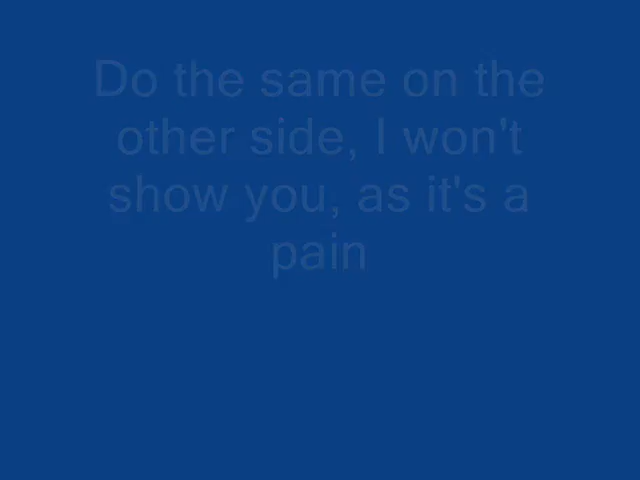 Do the same on the
other side, I won't
show you, as it's a
pain